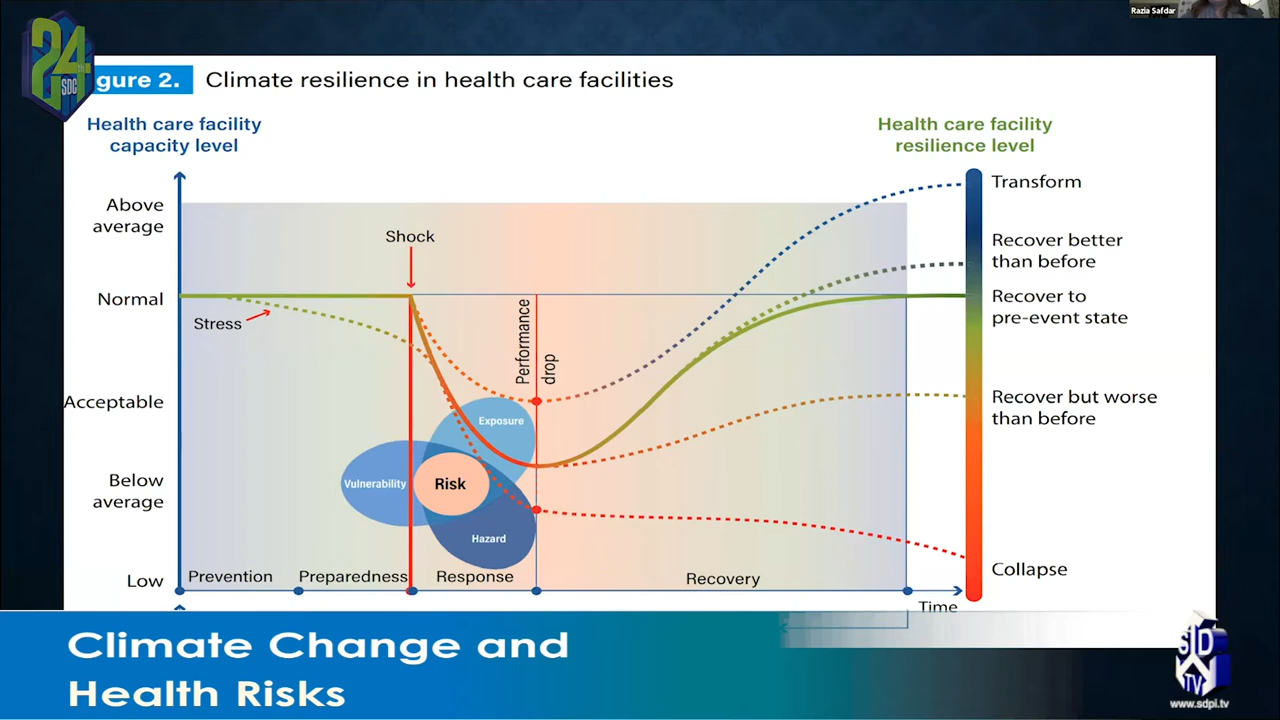 Razia Safdar
24th
SDC
gure 2.
Climate resilience in health care facilities
Health care facility
capacity level
Health care facility
resilience level
Above
average
Normal
Acceptable
Below
average
Low
Shock
Stress
Performance
drop
Exposure
Vulnerability
Risk
Hazard
Prevention
Preparedness
Response
Recovery
Time
Transform
Recover better
than before
Recover to
pre-event state
Recover but worse
than before
Collapse
Climate Change and
Health Risks
SD
TV
www.sdpi.tv